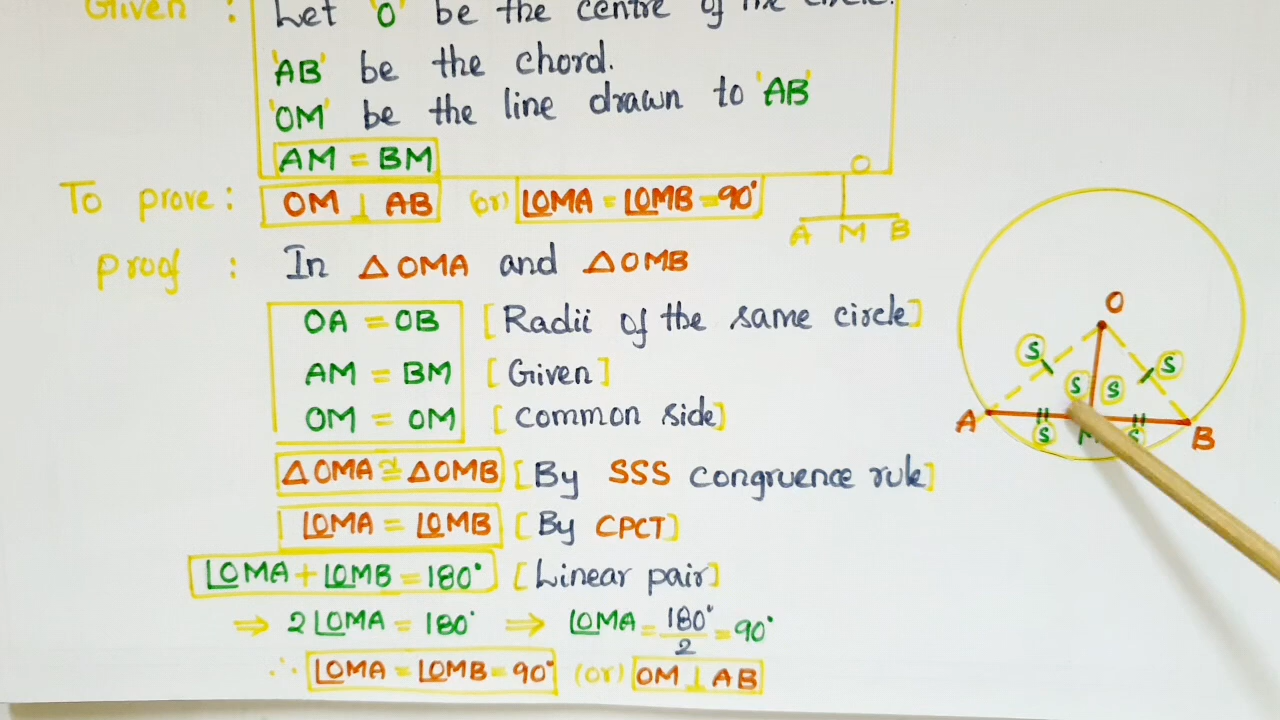 Given : Let 'O' be the centre of the circle.
'AB' be the chord.
'OM' be the line drawn to 'AB'
AM = BM
To prove : OM ⊥ AB (or) ∠OMA = ∠OMB = 90°
O
A M B
Proof : In △OMA and △OMB
OA = OB [Radii of the same circle]
AM = BM [Given]
OM = OM [common side]
△OMA ≅ △OMB [By SSS congruence rule]
∠OMA = ∠OMB [By CPCT]
∠OMA + ∠OMB = 180° [Linear pair]
⇒ 2∠OMA = 180° ⇒ ∠OMA = 180°/2 = 90°
∴ ∠OMA = ∠OMB = 90° (or) OM ⊥ AB
O
S S
S S
A B
S M S